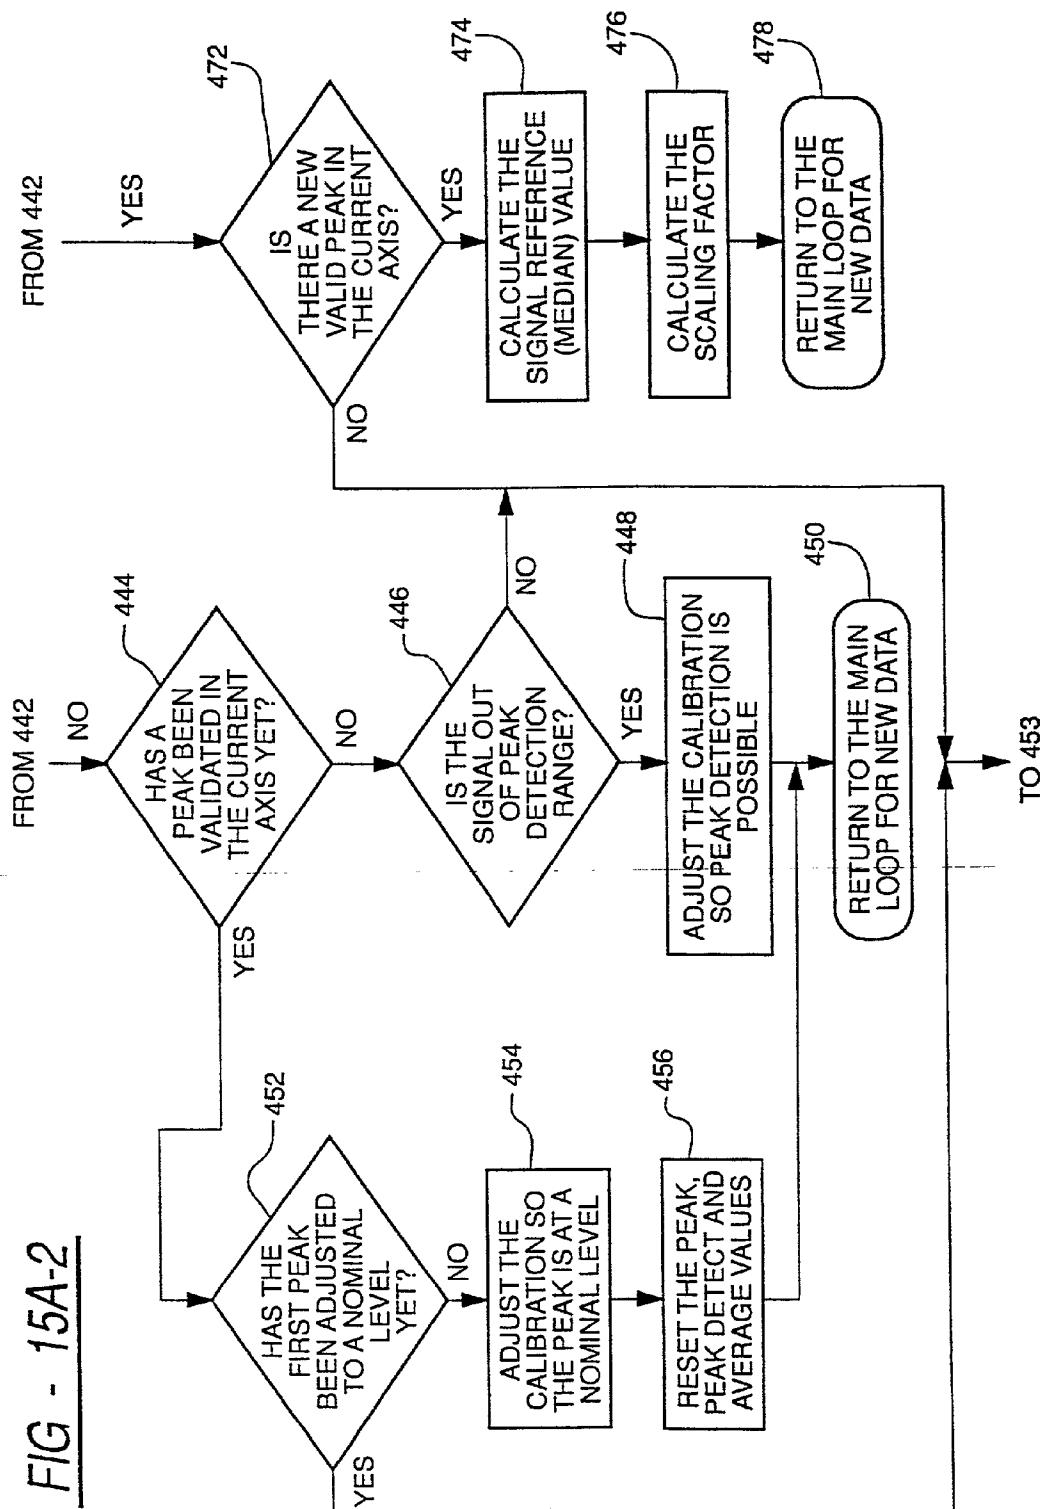 FIG - 15A-2
FROM 442
NO
444
HAS A
PEAK BEEN
VALIDATED IN
THE CURRENT
AXIS YET?
YES
NO
452
HAS THE
FIRST PEAK
BEEN ADJUSTED
TO A NOMINAL
LEVEL
YET?
YES
NO
454
ADJUST THE
CALIBRATION SO
THE PEAK IS AT A
NOMINAL LEVEL
456
RESET THE PEAK,
PEAK DETECT AND
AVERAGE VALUES
446
IS THE
SIGNAL OUT
OF PEAK
DETECTION
RANGE?
NO
YES
448
ADJUST THE CALIBRATION
SO PEAK DETECTION IS
POSSIBLE
450
RETURN TO THE MAIN
LOOP FOR NEW DATA
FROM 442
YES
472
IS
THERE A NEW
VALID PEAK IN
THE CURRENT
AXIS?
NO
YES
474
CALCULATE THE
SIGNAL REFERENCE
(MEDIAN) VALUE
476
CALCULATE THE
SCALING FACTOR
478
RETURN TO THE
MAIN LOOP FOR
NEW DATA
TO 453